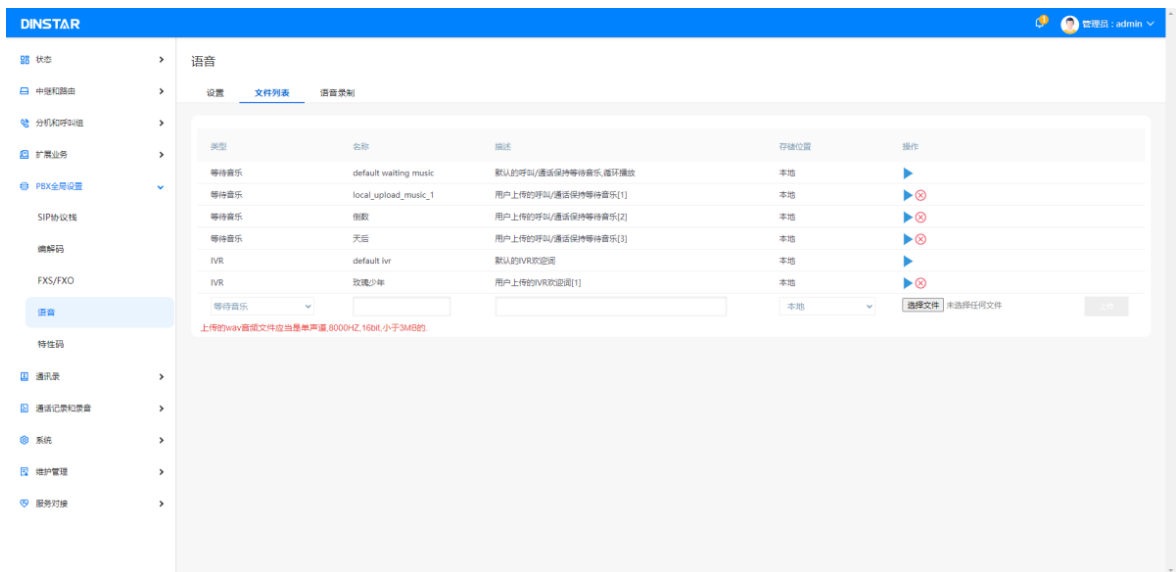 DINSTAR
1
管理员 : admin
状态
中继和路由
分机和呼叫组
扩展业务
PBX全局设置
SIP协议栈
编解码
FXS/FXO
语音
特性码
通讯录
通话记录和录音
系统
维护管理
服务对接
语音
设置 文件列表 语音录制
类型 名称 描述 存储位置 操作
等待音乐 default waiting music 默认的呼叫/通话保持等待音乐,循环播放 本地
等待音乐 local_upload_music_1 用户上传的呼叫/通话保持等待音乐[1] 本地
等待音乐 倒数 用户上传的呼叫/通话保持等待音乐[2] 本地
等待音乐 天后 用户上传的呼叫/通话保持等待音乐[3] 本地
IVR default ivr 默认的IVR欢迎词 本地
IVR 玫瑰少年 用户上传的IVR欢迎词[1] 本地
等待音乐 本地 选择文件 未选择任何文件 上传
上传的wav音频文件应当是单声道,8000HZ,16bit,小于3MB的.